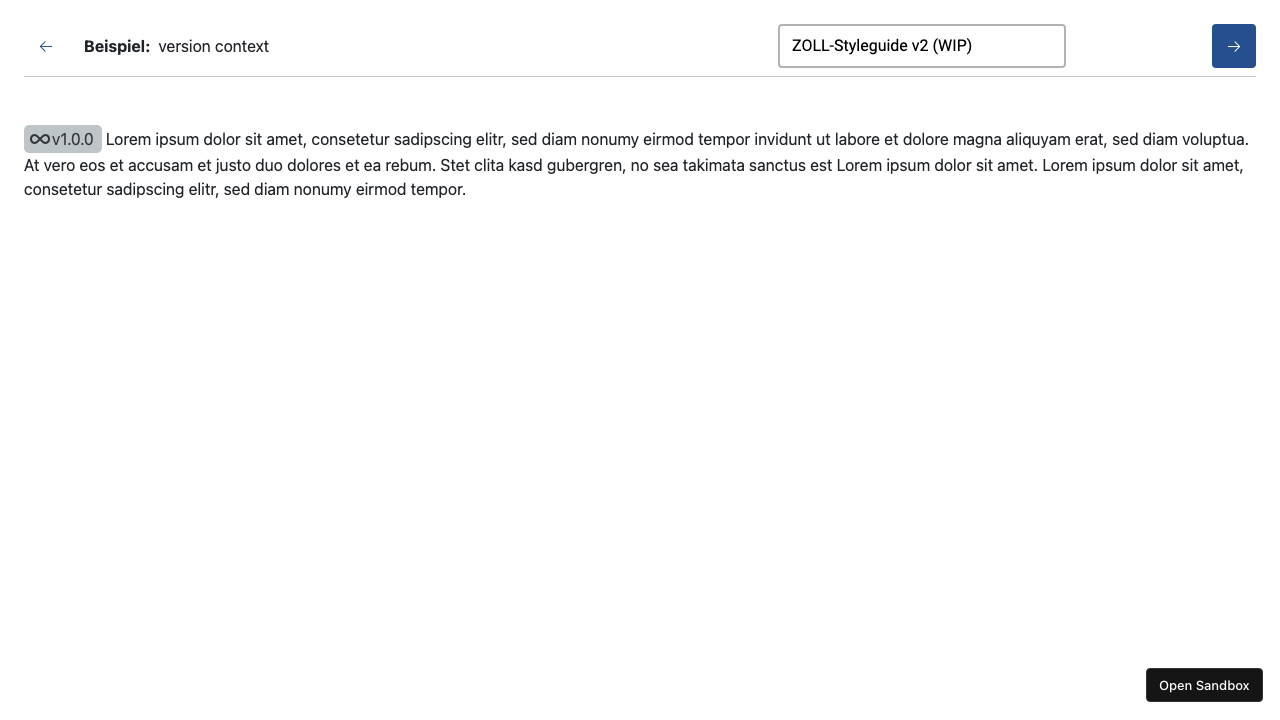 Beispiel: version context
ZOLL-Styleguide v2 (WIP)
v1.0.0 Lorem ipsum dolor sit amet, consetetur sadipscing elitr, sed diam nonumy eirmod tempor invidunt ut labore et dolore magna aliquyam erat, sed diam voluptua.
At vero eos et accusam et justo duo dolores et ea rebum. Stet clita kasd gubergren, no sea takimata sanctus est Lorem ipsum dolor sit amet. Lorem ipsum dolor sit amet,
consetetur sadipscing elitr, sed diam nonumy eirmod tempor.
Open Sandbox